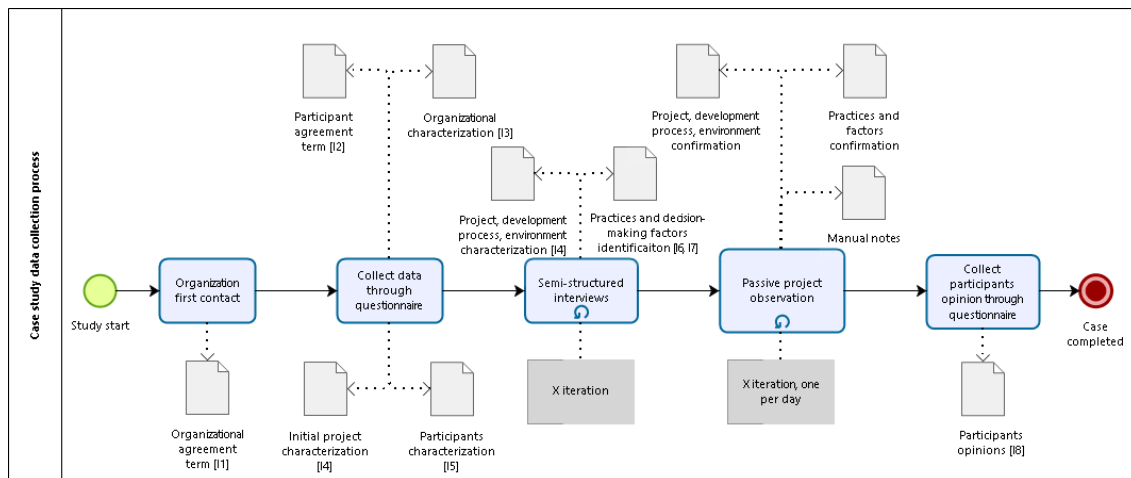 Case study data collection process
Participant
agreement
term [I2]
Organizational
characterization [I3]
Project, development
process, environment
confirmation
Practices and
factors
confirmation
Project, development
process, environment
characterization [I4]
Practices and decision-
making factors
identificaiton [I6, I7]
Manual notes
Study start
Organization
first contact
Collect data
through
questionnaire
Semi-structured
interviews
Passive project
observation
Collect
participants
opinion through
questionnaire
Case
completed
X iteration
X iteration, one
per day
Organizational
agreement
term [I1]
Initial project
characterization [I4]
Participants
characterization [I5]
Participants
opinions [I8]